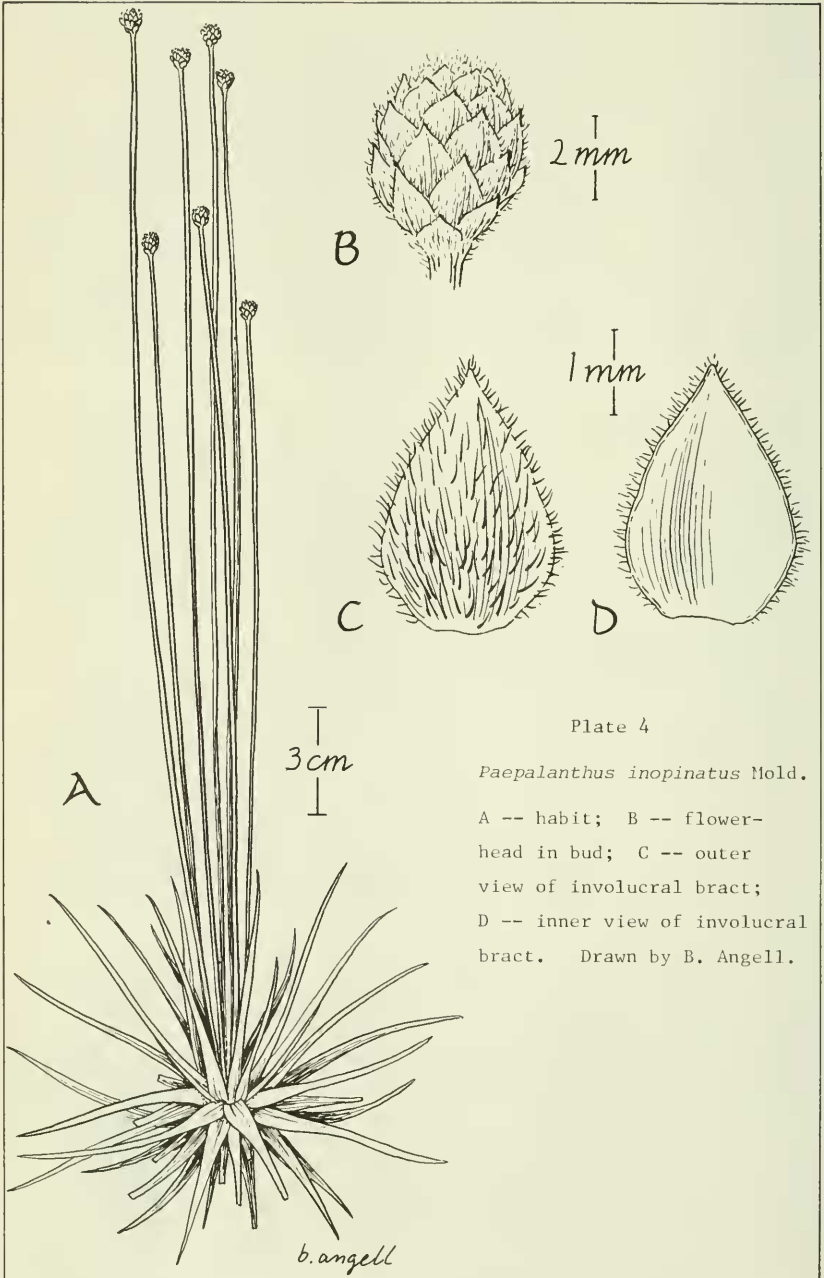 B
2 mm
1 mm
C
D
A
3 cm
Plate 4
Paepalanthus inopinatus Mold.
A -- habit; B -- flower-
head in bud; C -- outer
view of involucral bract;
D -- inner view of involucral
bract. Drawn by B. Angell.
b. angell